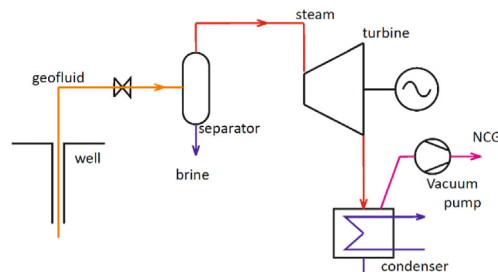 steam
turbine
geofluid
separator
well
brine
NCG
Vacuum
pump
condenser